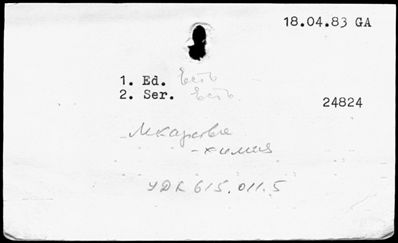 18.04.83 GA
1. Ed. Есть
2. Ser. Есть
24824
-химия
УДК 615.011.5